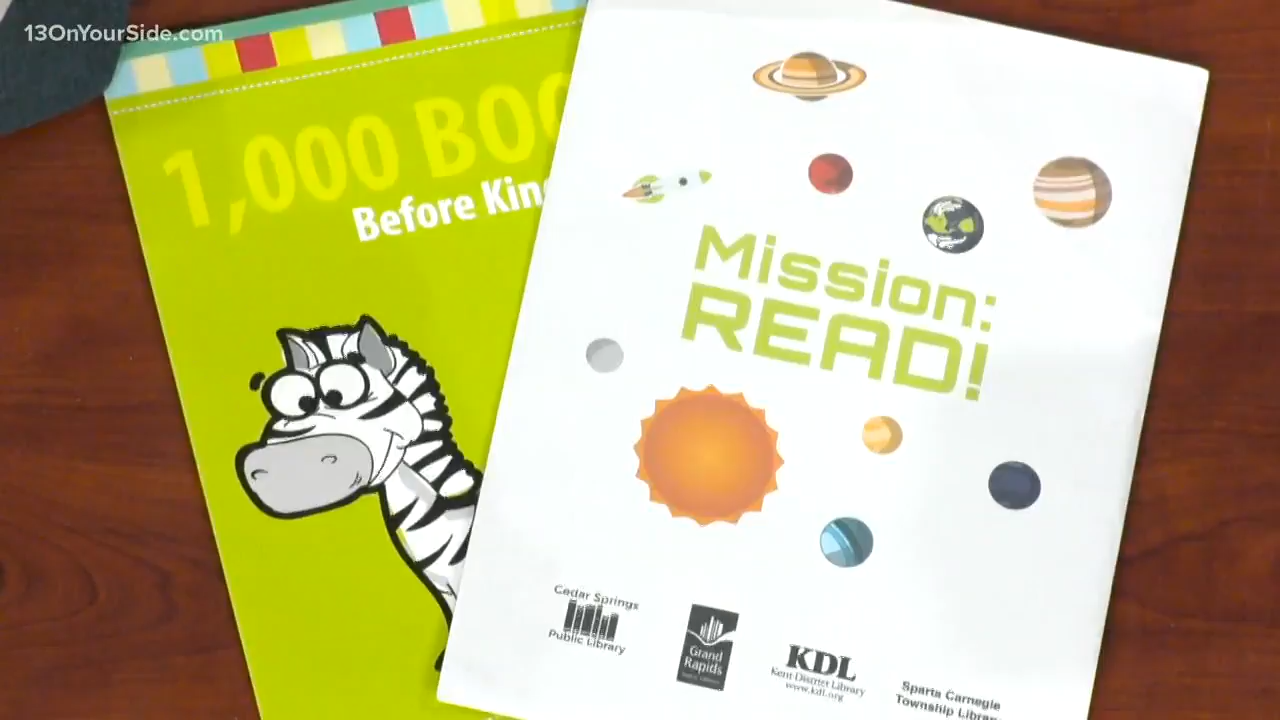 13OnYourSide.com
1,000 BOO
Before Kin
Mission:
READ!
Cedar Springs
Public Library
Grand
Rapids
KDL
Kent District Library
www.kdl.org
Sparta Carnegie
Township Librar